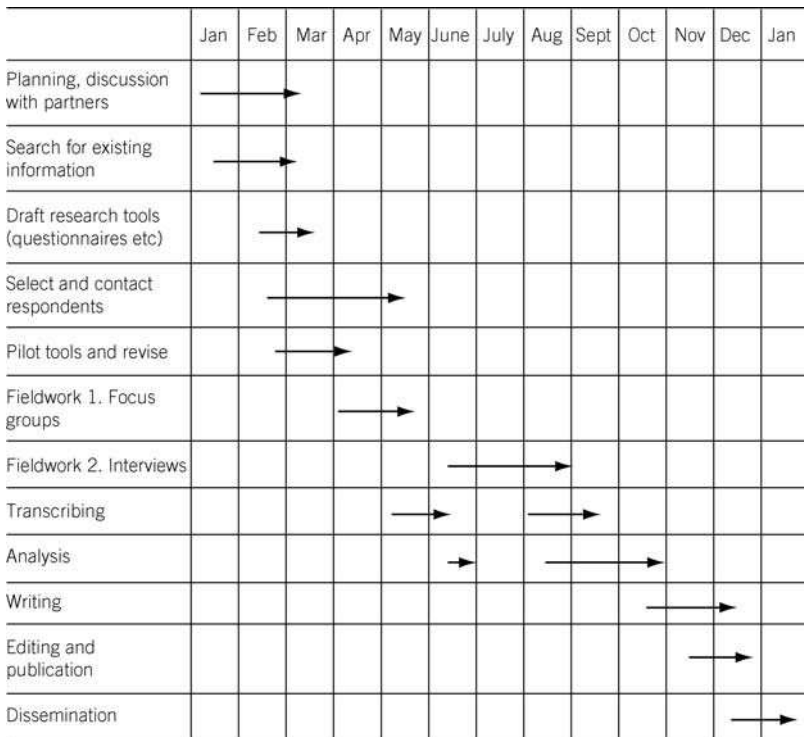 Jan Feb Mar Apr May June July Aug Sept Oct Nov Dec Jan
Planning, discussion
with partners
Search for existing
information
Draft research tools
(questionnaires etc)
Select and contact
respondents
Pilot tools and revise
Fieldwork 1. Focus
groups
Fieldwork 2. Interviews
Transcribing
Analysis
Writing
Editing and
publication
Dissemination